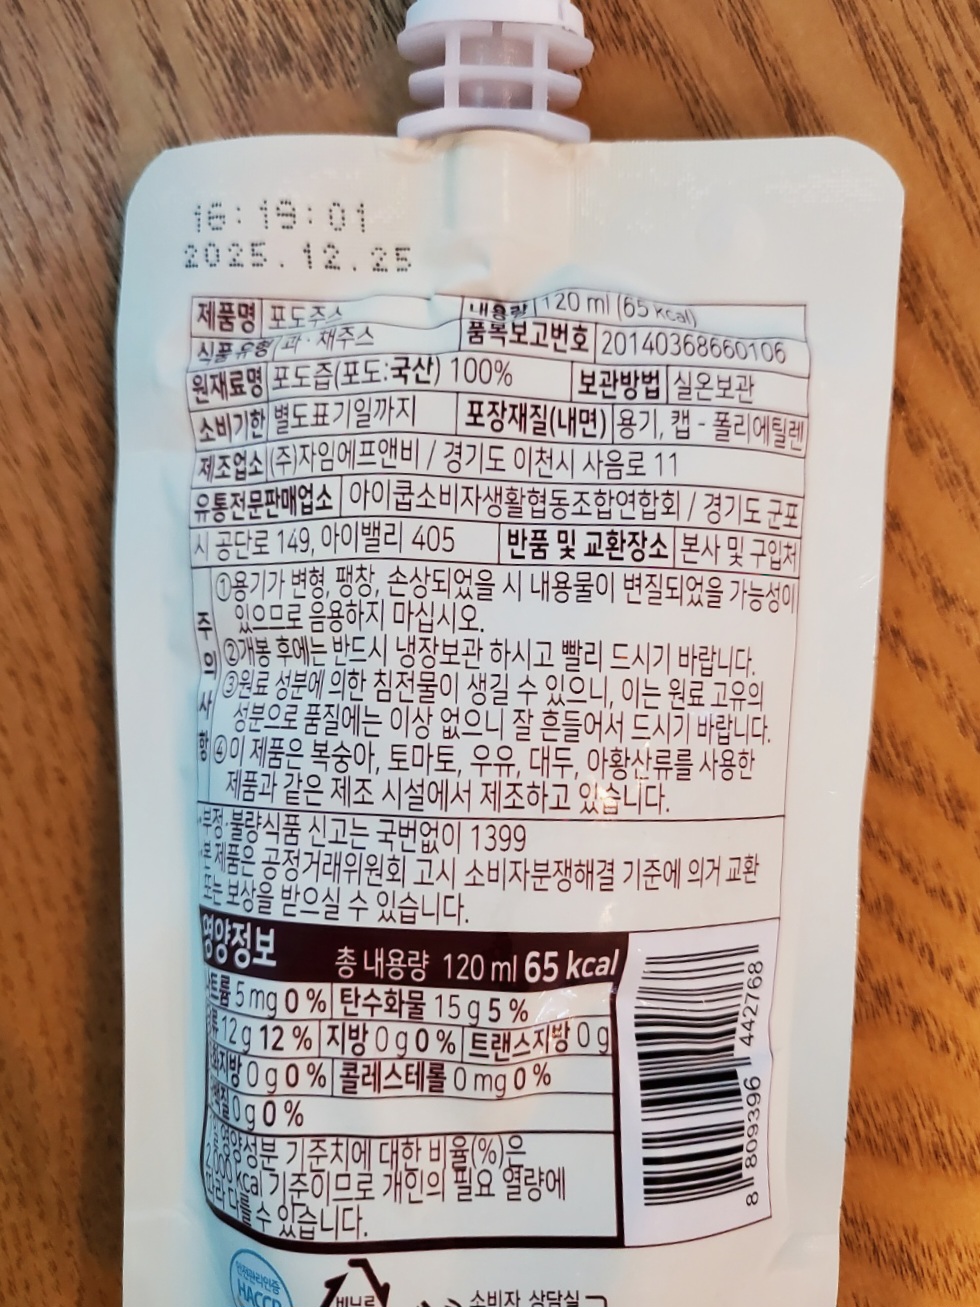 16:19:01
2025.12.25
제품명 포도주스 내용량 120 ml (65 kcal)
식품유형 과·채주스 품목보고번호 20140368660106
원재료명 포도즙(포도:국산) 100% 보관방법 실온보관
소비기한 별도표기일까지 포장재질(내면) 용기, 캡 - 폴리에틸렌
제조업소 (주)자임에프앤비 / 경기도 이천시 사음로 11
유통전문판매업소 아이쿱소비자생활협동조합연합회 / 경기도 군포
시 공단로 149, 아이밸리 405 반품 및 교환장소 본사 및 구입처
주의사항
①용기가 변형, 팽창, 손상되었을 시 내용물이 변질되었을 가능성이
있으므로 음용하지 마십시오.
②개봉 후에는 반드시 냉장보관 하시고 빨리 드시기 바랍니다.
③원료 성분에 의한 침전물이 생길 수 있으니, 이는 원료 고유의
성분으로 품질에는 이상 없으니 잘 흔들어서 드시기 바랍니다.
④이 제품은 복숭아, 토마토, 우유, 대두, 아황산류를 사용한
제품과 같은 제조 시설에서 제조하고 있습니다.
·부정·불량식품 신고는 국번없이 1399
·본 제품은 공정거래위원회 고시 소비자분쟁해결 기준에 의거 교환
또는 보상을 받으실 수 있습니다.
영양정보 총 내용량 120 ml 65 kcal
나트륨 5 mg 0 % 탄수화물 15 g 5 %
당류 12 g 12 % 지방 0 g 0 % 트랜스지방 0 g
포화지방 0 g 0 % 콜레스테롤 0 mg 0 %
단백질 0 g 0 %
1일 영양성분 기준치에 대한 비율(%)은
2,000 kcal 기준이므로 개인의 필요 열량에
따라 다를 수 있습니다.
8 809396 442768
안전관리인증
HACCP
비닐류
소비자 상담실